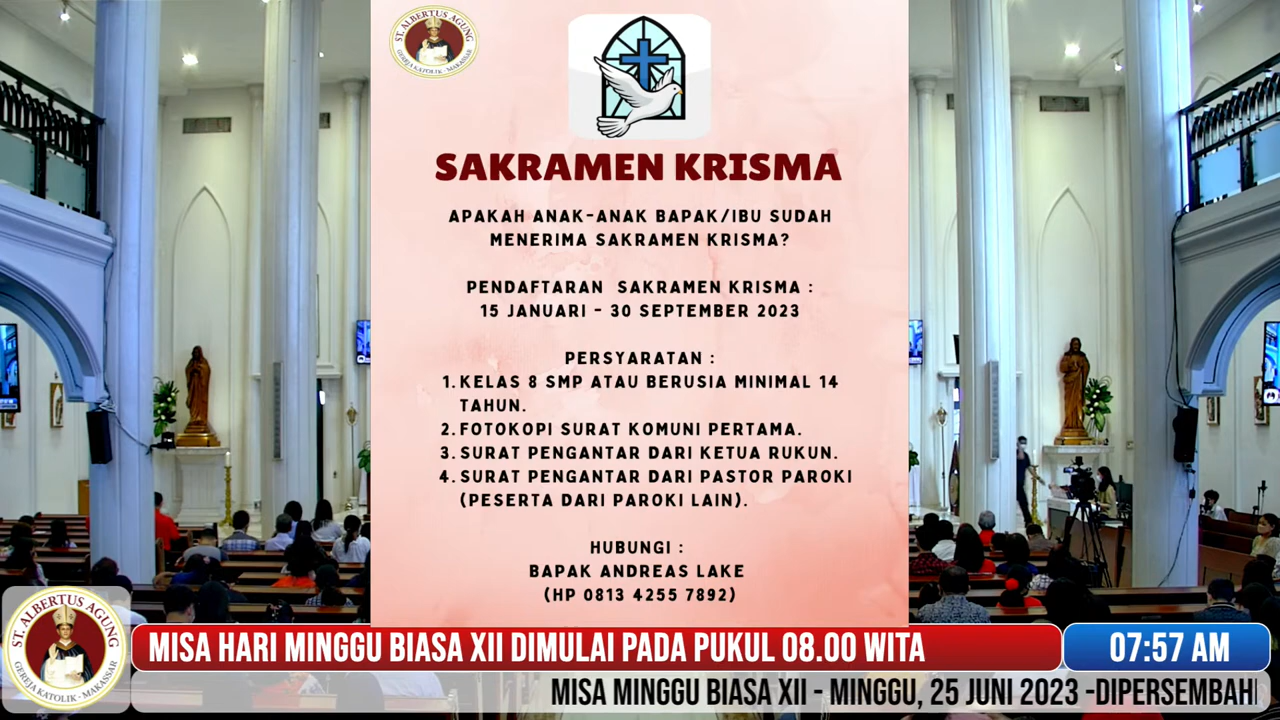 ST. ALBERTUS AGUNG
GEREJA KATOLIK - MAKASSAR
SAKRAMEN KRISMA
APAKAH ANAK-ANAK BAPAK/IBU SUDAH
MENERIMA SAKRAMEN KRISMA?
PENDAFTARAN SAKRAMEN KRISMA :
15 JANUARI - 30 SEPTEMBER 2023
PERSYARATAN :
1. KELAS 8 SMP ATAU BERUSIA MINIMAL 14
TAHUN.
2. FOTOKOPI SURAT KOMUNI PERTAMA.
3. SURAT PENGANTAR DARI KETUA RUKUN.
4. SURAT PENGANTAR DARI PASTOR PAROKI
(PESERTA DARI PAROKI LAIN).
HUBUNGI :
BAPAK ANDREAS LAKE
(HP 0813 4255 7892)
ST. ALBERTUS AGUNG
GEREJA KATOLIK - MAKASSAR
MISA HARI MINGGU BIASA XII DIMULAI PADA PUKUL 08.00 WITA
07:57 AM
MISA MINGGU BIASA XII - MINGGU, 25 JUNI 2023 -DIPERSEMBAH